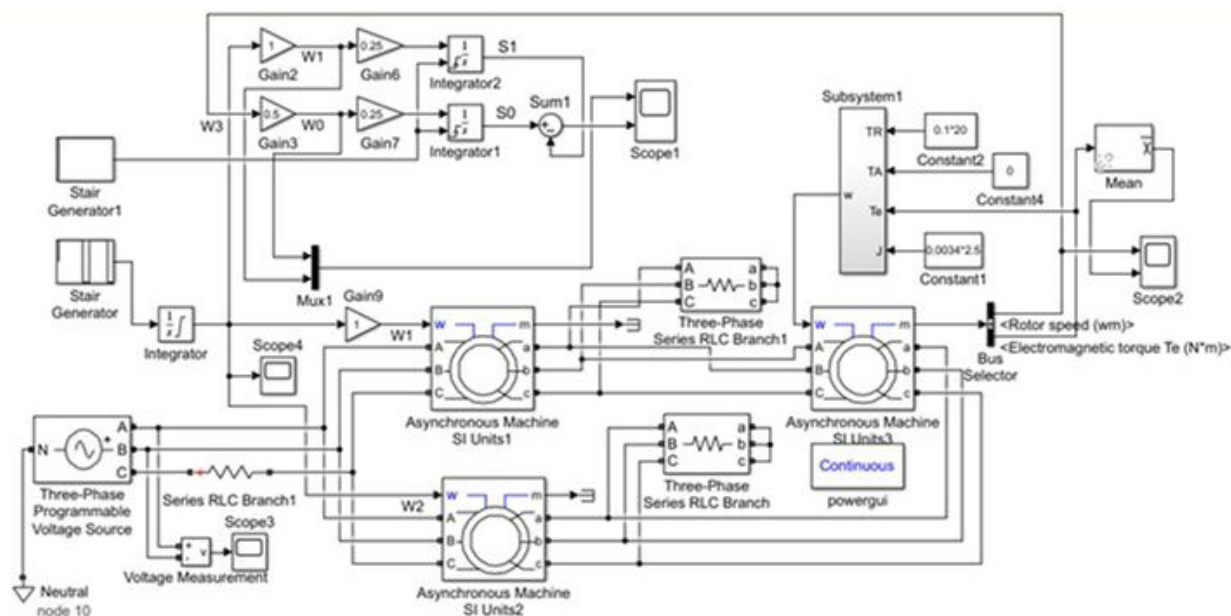 1
W1
0.25
S1
Gain2
Gain6
Integrator2
0.5
W0
0.25
S0
Sum1
W3
Gain3
Gain7
Integrator1
Scope1
Stair
Generator1
Stair
Generator
Integrator
Mux1
Gain9
1
W1
Scope4
Subsystem1
TR
TA
w
Te
J
0.1*20
Constant2
0
Constant4
0.0034*2.5
Constant1
Mean
Scope2
A a
B b
C c
Three-Phase
Series RLC Branch1
w m
A a
B b
C c
Asynchronous Machine
SI Units1
w m
A a
B b
C c
Asynchronous Machine
SI Units3
<Rotor speed (wm)>
<Electromagnetic torque Te (N*m)>
Bus
Selector
A
N B
C
Three-Phase
Programmable
Voltage Source
Series RLC Branch1
Scope3
+
-
v
Voltage Measurement
Neutral
node 10
W2
w m
A a
B b
C c
Asynchronous Machine
SI Units2
A a
B b
C c
Three-Phase
Series RLC Branch
Continuous
powergui